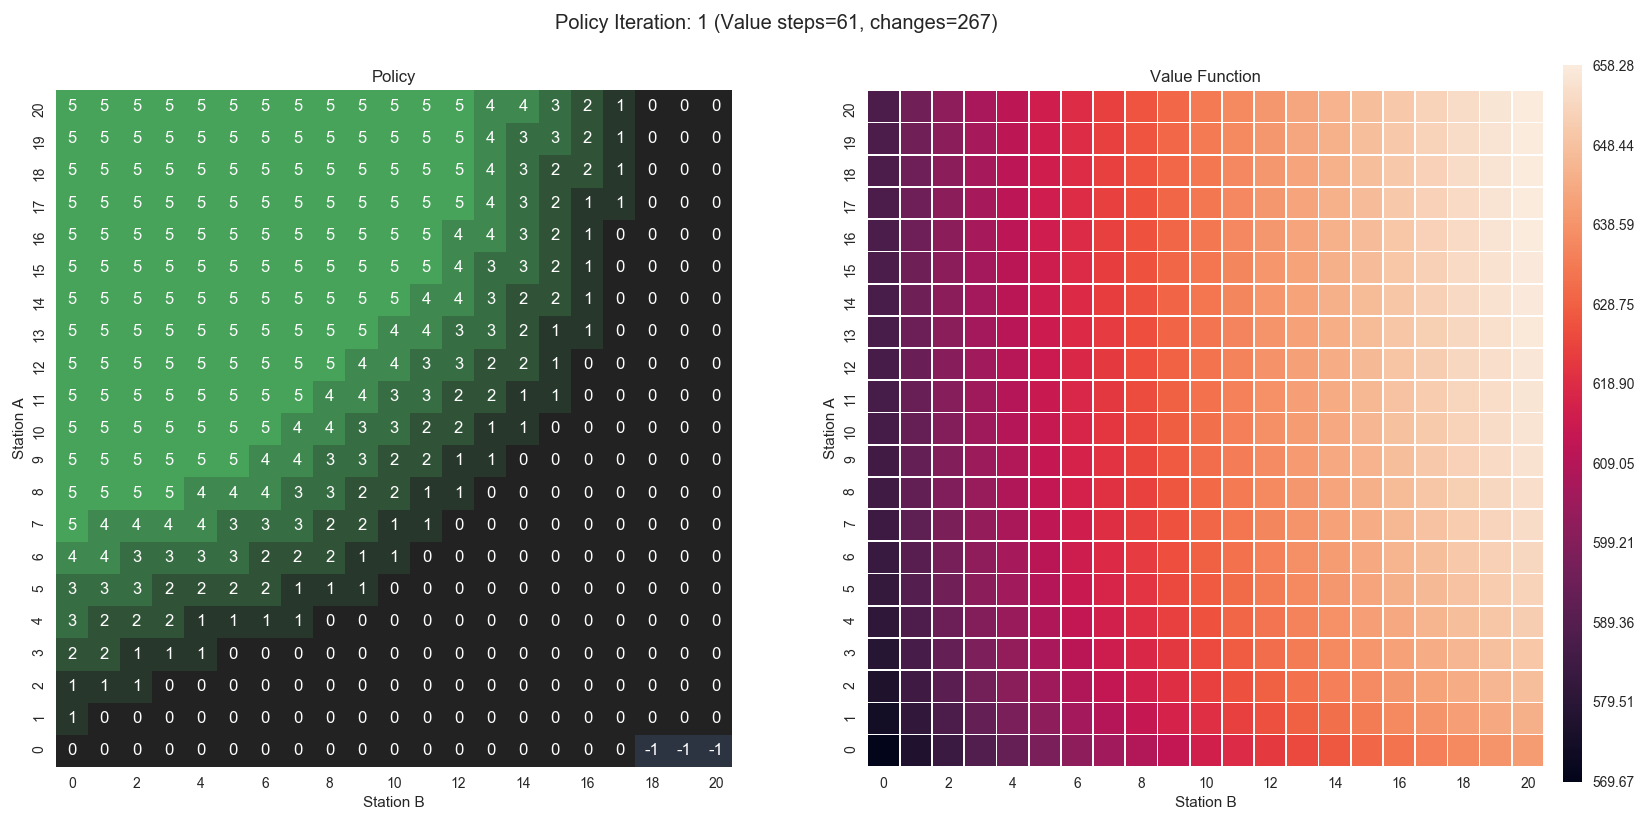 Policy Iteration: 1 (Value steps=61, changes=267)
Policy
20 5 5 5 5 5 5 5 5 5 5 5 5 5 4 4 3 2 1 0 0 0
19 5 5 5 5 5 5 5 5 5 5 5 5 5 4 3 3 2 1 0 0 0
18 5 5 5 5 5 5 5 5 5 5 5 5 5 4 3 2 2 1 0 0 0
17 5 5 5 5 5 5 5 5 5 5 5 5 5 4 3 2 1 1 0 0 0
16 5 5 5 5 5 5 5 5 5 5 5 5 4 4 3 2 1 0 0 0 0
15 5 5 5 5 5 5 5 5 5 5 5 5 4 3 3 2 1 0 0 0 0
14 5 5 5 5 5 5 5 5 5 5 5 4 4 3 2 2 1 0 0 0 0
13 5 5 5 5 5 5 5 5 5 5 4 4 3 3 2 1 1 0 0 0 0
12 5 5 5 5 5 5 5 5 5 4 4 3 3 2 2 1 0 0 0 0 0
11 5 5 5 5 5 5 5 5 4 4 3 3 2 2 1 1 0 0 0 0 0
10 5 5 5 5 5 5 5 4 4 3 3 2 2 1 1 0 0 0 0 0 0
9 5 5 5 5 5 5 4 4 3 3 2 2 1 1 0 0 0 0 0 0 0
8 5 5 5 5 4 4 4 3 3 2 2 1 1 0 0 0 0 0 0 0 0
7 5 4 4 4 4 3 3 3 2 2 1 1 0 0 0 0 0 0 0 0 0
6 4 4 3 3 3 3 2 2 2 1 1 0 0 0 0 0 0 0 0 0 0
5 3 3 3 2 2 2 2 1 1 1 0 0 0 0 0 0 0 0 0 0 0
4 3 2 2 2 1 1 1 1 0 0 0 0 0 0 0 0 0 0 0 0 0
3 2 2 1 1 1 0 0 0 0 0 0 0 0 0 0 0 0 0 0 0 0
2 1 1 1 0 0 0 0 0 0 0 0 0 0 0 0 0 0 0 0 0 0
1 1 0 0 0 0 0 0 0 0 0 0 0 0 0 0 0 0 0 0 0 0
0 0 0 0 0 0 0 0 0 0 0 0 0 0 0 0 0 0 0 -1 -1 -1
0 2 4 6 8 10 12 14 16 18 20
Station B
Station A
Value Function
20
19
18
17
16
15
14
13
12
11
10
9
8
7
6
5
4
3
2
1
0
0 2 4 6 8 10 12 14 16 18 20
Station B
Station A
658.28
648.44
638.59
628.75
618.90
609.05
599.21
589.36
579.51
569.67